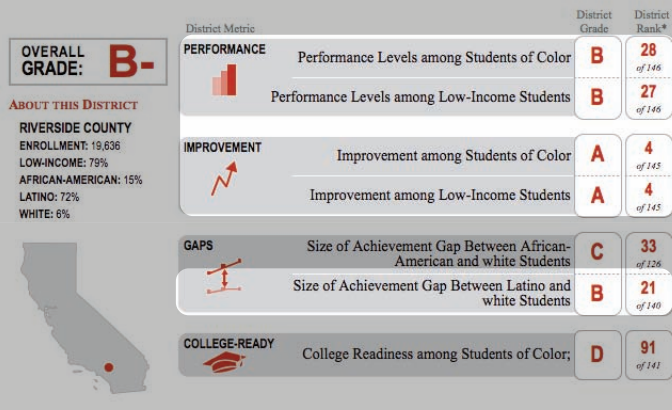 District Metric
District Grade
District Rank*
OVERALL GRADE: B-
ABOUT THIS DISTRICT
RIVERSIDE COUNTY
ENROLLMENT: 19,636
LOW-INCOME: 79%
AFRICAN-AMERICAN: 15%
LATINO: 72%
WHITE: 6%
PERFORMANCE
Performance Levels among Students of Color B 28 of 146
Performance Levels among Low-Income Students B 27 of 146
IMPROVEMENT
Improvement among Students of Color A 4 of 145
Improvement among Low-Income Students A 4 of 145
GAPS
Size of Achievement Gap Between African-
American and white Students C 33 of 126
Size of Achievement Gap Between Latino and
white Students B 21 of 140
COLLEGE-READY
College Readiness among Students of Color; D 91 of 141